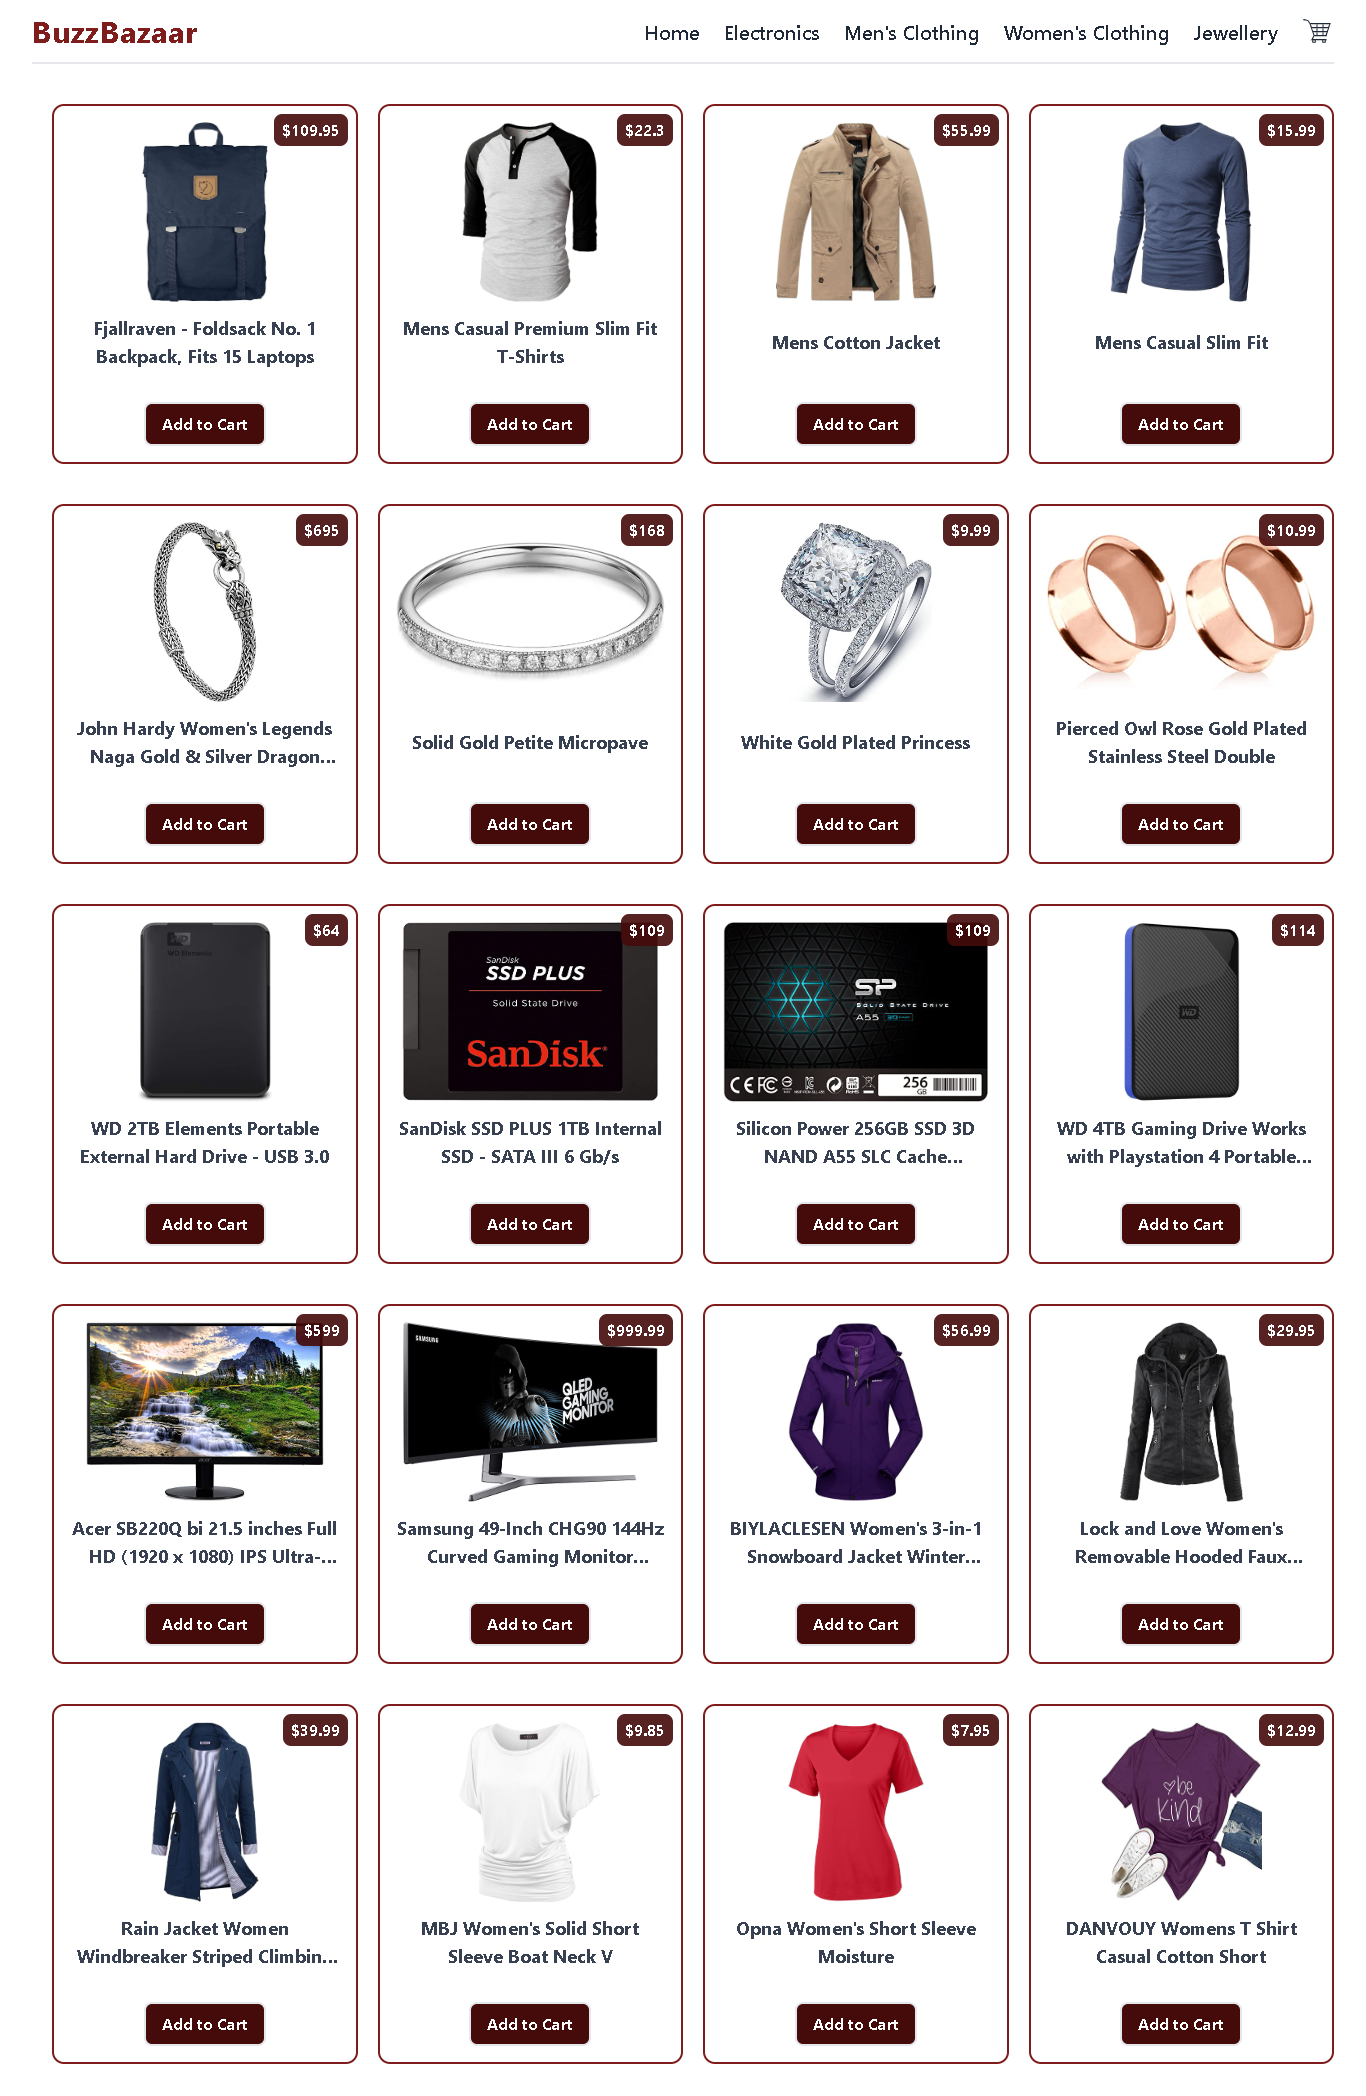 BuzzBazaar
Home Electronics Men's Clothing Women's Clothing Jewellery
$109.95
Fjallraven - Foldsack No. 1
Backpack, Fits 15 Laptops
Add to Cart
$22.3
Mens Casual Premium Slim Fit
T-Shirts
Add to Cart
$55.99
Mens Cotton Jacket
Add to Cart
$15.99
Mens Casual Slim Fit
Add to Cart
$695
John Hardy Women's Legends
Naga Gold & Silver Dragon...
Add to Cart
$168
Solid Gold Petite Micropave
Add to Cart
$9.99
White Gold Plated Princess
Add to Cart
$10.99
Pierced Owl Rose Gold Plated
Stainless Steel Double
Add to Cart
$64
WD
WD Elements
WD 2TB Elements Portable
External Hard Drive - USB 3.0
Add to Cart
$109
SanDisk
SSD PLUS
Solid State Drive
SanDisk®
SanDisk SSD PLUS 1TB Internal
SSD - SATA III 6 Gb/s
Add to Cart
$109
SP
SOLID STATE DRIVE
A55
CE FC
256
GB
Silicon Power 256GB SSD 3D
NAND A55 SLC Cache...
Add to Cart
$114
WD
WD 4TB Gaming Drive Works
with Playstation 4 Portable...
Add to Cart
$599
acer
Acer SB220Q bi 21.5 inches Full
HD (1920 x 1080) IPS Ultra-...
Add to Cart
$999.99
SAMSUNG
QLED
GAMING
MONITOR
Samsung 49-Inch CHG90 144Hz
Curved Gaming Monitor...
Add to Cart
$56.99
BIYLACLESEN Women's 3-in-1
Snowboard Jacket Winter...
Add to Cart
$29.95
Lock and Love Women's
Removable Hooded Faux...
Add to Cart
$39.99
Rain Jacket Women
Windbreaker Striped Climbin...
Add to Cart
$9.85
MBJ Women's Solid Short
Sleeve Boat Neck V
Add to Cart
$7.95
Opna Women's Short Sleeve
Moisture
Add to Cart
$12.99
be
kind
DANVOUY Womens T Shirt
Casual Cotton Short
Add to Cart